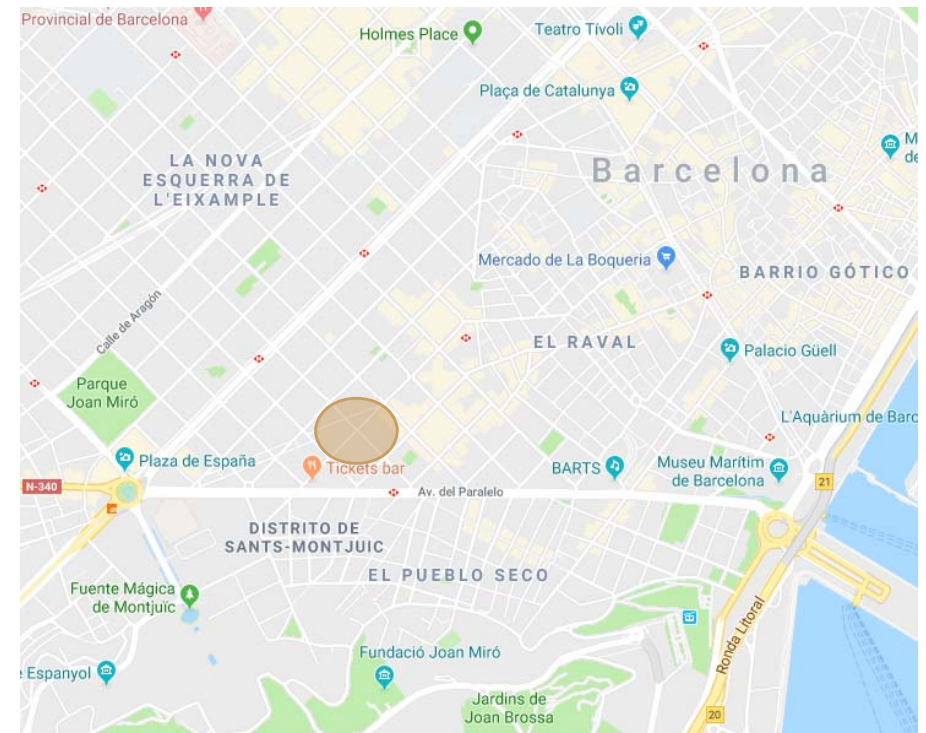 Provincial de Barcelona
Holmes Place
Teatro Tívoli
Plaça de Catalunya
M
de
LA NOVA
ESQUERRA DE
L'EIXAMPLE
Barcelona
Mercado de La Boqueria
BARRIO GÓTICO
Calle de Aragón
EL RAVAL
Palacio Güell
Parque
Joan Miró
L'Aquàrium de Barc
Plaza de España
Tickets bar
BARTS
Museu Marítim
de Barcelona
N-340
Av. del Paralelo
21
DISTRITO DE
SANTS-MONTJUIC
EL PUEBLO SECO
Fuente Mágica
de Montjuïc
Ronda Litoral
Fundació Joan Miró
e Espanyol
Jardins de
Joan Brossa
20